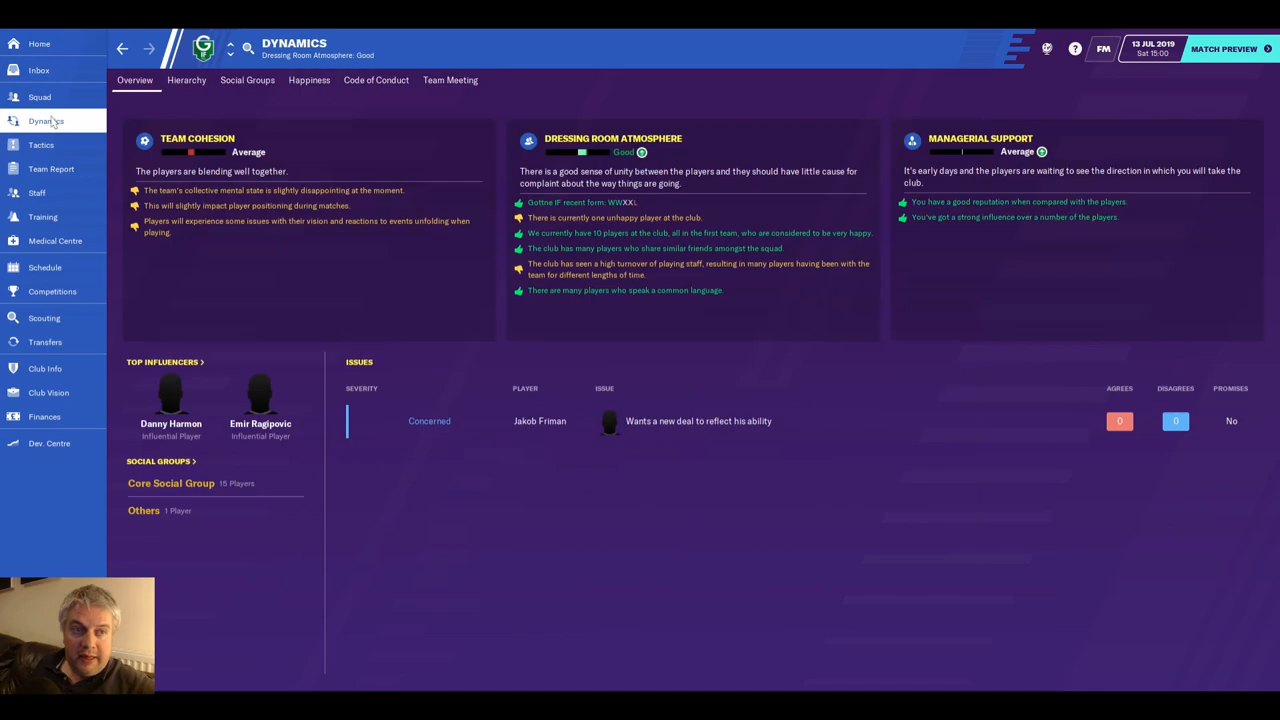 Home
Inbox
Squad
Dynamics
Tactics
Team Report
Staff
Training
Medical Centre
Schedule
Competitions
Scouting
Transfers
Club Info
Club Vision
Finances
Dev. Centre
G
IF
DYNAMICS
Dressing Room Atmosphere: Good
?
FM
13 JUL 2019
Sat 15:00
MATCH PREVIEW
Overview
Hierarchy
Social Groups
Happiness
Code of Conduct
Team Meeting
TEAM COHESION
Average
The players are blending well together.
The team's collective mental state is slightly disappointing at the moment.
This will slightly impact player positioning during matches.
Players will experience some issues with their vision and reactions to events unfolding when
playing.
DRESSING ROOM ATMOSPHERE
Good
There is a good sense of unity between the players and they should have little cause for
complaint about the way things are going.
Gottne IF recent form: WWXXL
There is currently one unhappy player at the club.
We currently have 10 players at the club, all in the first team, who are considered to be very happy.
The club has many players who share similar friends amongst the squad.
The club has seen a high turnover of playing staff, resulting in many players having been with the
team for different lengths of time.
There are many players who speak a common language.
MANAGERIAL SUPPORT
Average
It's early days and the players are waiting to see the direction in which you will take the
club.
You have a good reputation when compared with the players.
You've got a strong influence over a number of the players.
TOP INFLUENCERS >
Danny Harmon
Influential Player
Emir Ragipovic
Influential Player
SOCIAL GROUPS >
Core Social Group 15 Players
Others 1 Player
ISSUES
SEVERITY
PLAYER
ISSUE
AGREES
DISAGREES
PROMISES
Concerned
Jakob Friman
Wants a new deal to reflect his ability
0
0
No